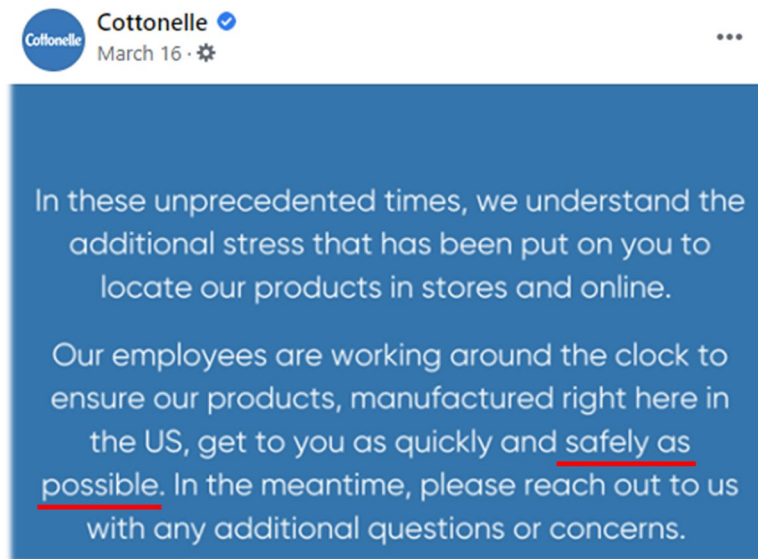 Cottonelle
Cottonelle
March 16 ·
In these unprecedented times, we understand the
additional stress that has been put on you to
locate our products in stores and online.
Our employees are working around the clock to
ensure our products, manufactured right here in
the US, get to you as quickly and safely as
possible. In the meantime, please reach out to us
with any additional questions or concerns.